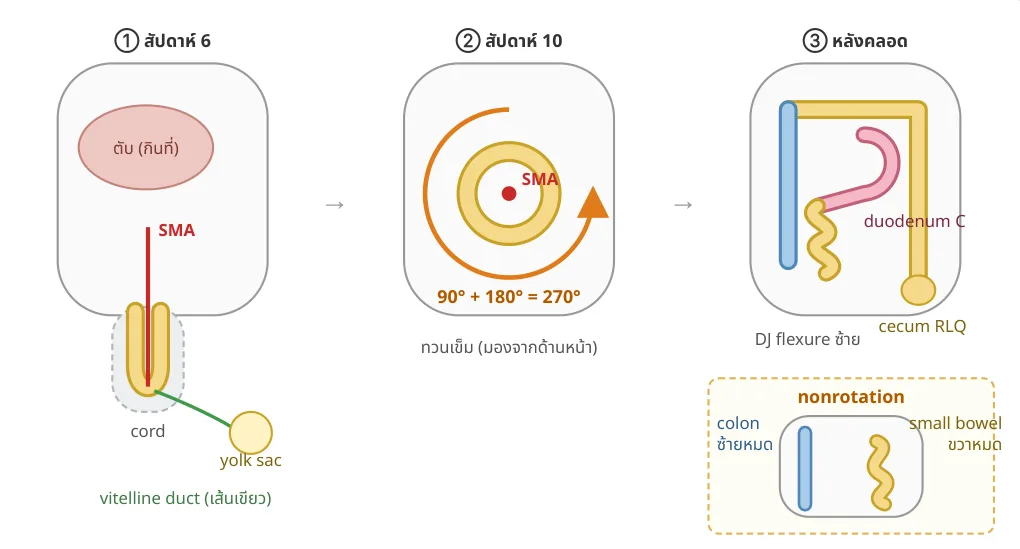 ① สัปดาห์ 6
② สัปดาห์ 10
③ หลังคลอด
ตับ (กินที่)
SMA
cord
yolk sac
vitelline duct (เส้นเขียว)
→
SMA
90° + 180° = 270°
ทวนเข็ม (มองจากด้านหน้า)
→
duodenum C
cecum RLQ
DJ flexure ซ้าย
nonrotation
colon
ซ้ายหมด
small bowel
ขวาหมด